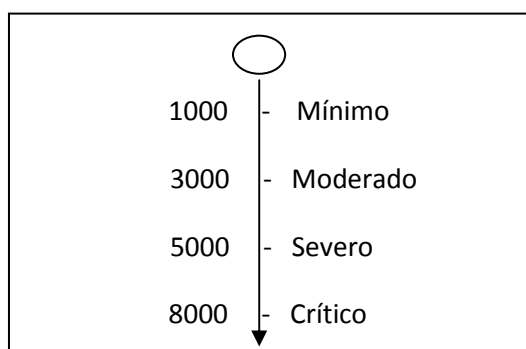 1000 - Mínimo
3000 - Moderado
5000 - Severo
8000 - Crítico